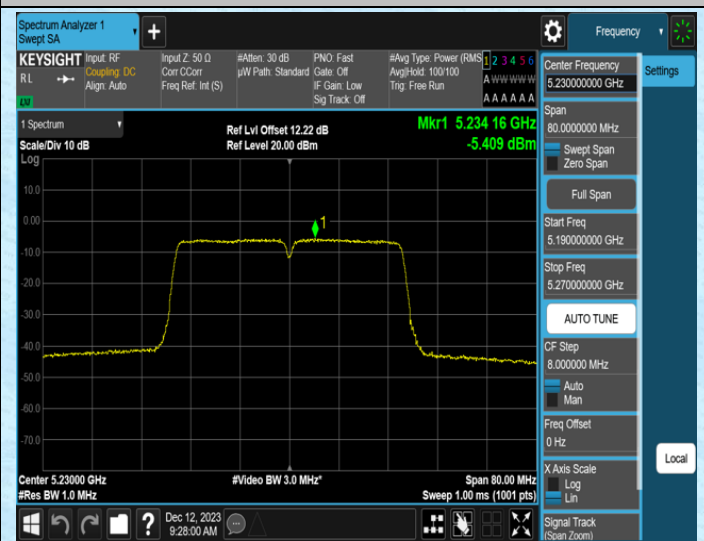 Spectrum Analyzer 1
Swept SA
+
Frequency
KEYSIGHT
RL
LXI
Input: RF
Coupling: DC
Align: Auto
Input Z: 50 Ω
Corr CCorr
Freq Ref: Int (S)
#Atten: 30 dB
µW Path: Standard
PNO: Fast
Gate: Off
IF Gain: Low
Sig Track: Off
#Avg Type: Power (RMS
Avg|Hold: 100/100
Trig: Free Run
1 2 3 4 5 6
A W W W W W
A A A A A A
1 Spectrum
Scale/Div 10 dB
Log
Ref Lvl Offset 12.22 dB
Ref Level 20.00 dBm
Mkr1 5.234 16 GHz
-5.409 dBm
10.0
0.00
-10.0
-20.0
-30.0
-40.0
-50.0
-60.0
-70.0
1
Center 5.23000 GHz
#Res BW 1.0 MHz
#Video BW 3.0 MHz*
Span 80.00 MHz
Sweep 1.00 ms (1001 pts)
Center Frequency
5.230000000 GHz
Settings
Span
80.0000000 MHz
Swept Span
Zero Span
Full Span
Start Freq
5.190000000 GHz
Stop Freq
5.270000000 GHz
AUTO TUNE
CF Step
8.000000 MHz
Auto
Man
Freq Offset
0 Hz
X Axis Scale
Log
Lin
Local
Signal Track
(Span Zoom)
?
Dec 12, 2023
9:28:00 AM